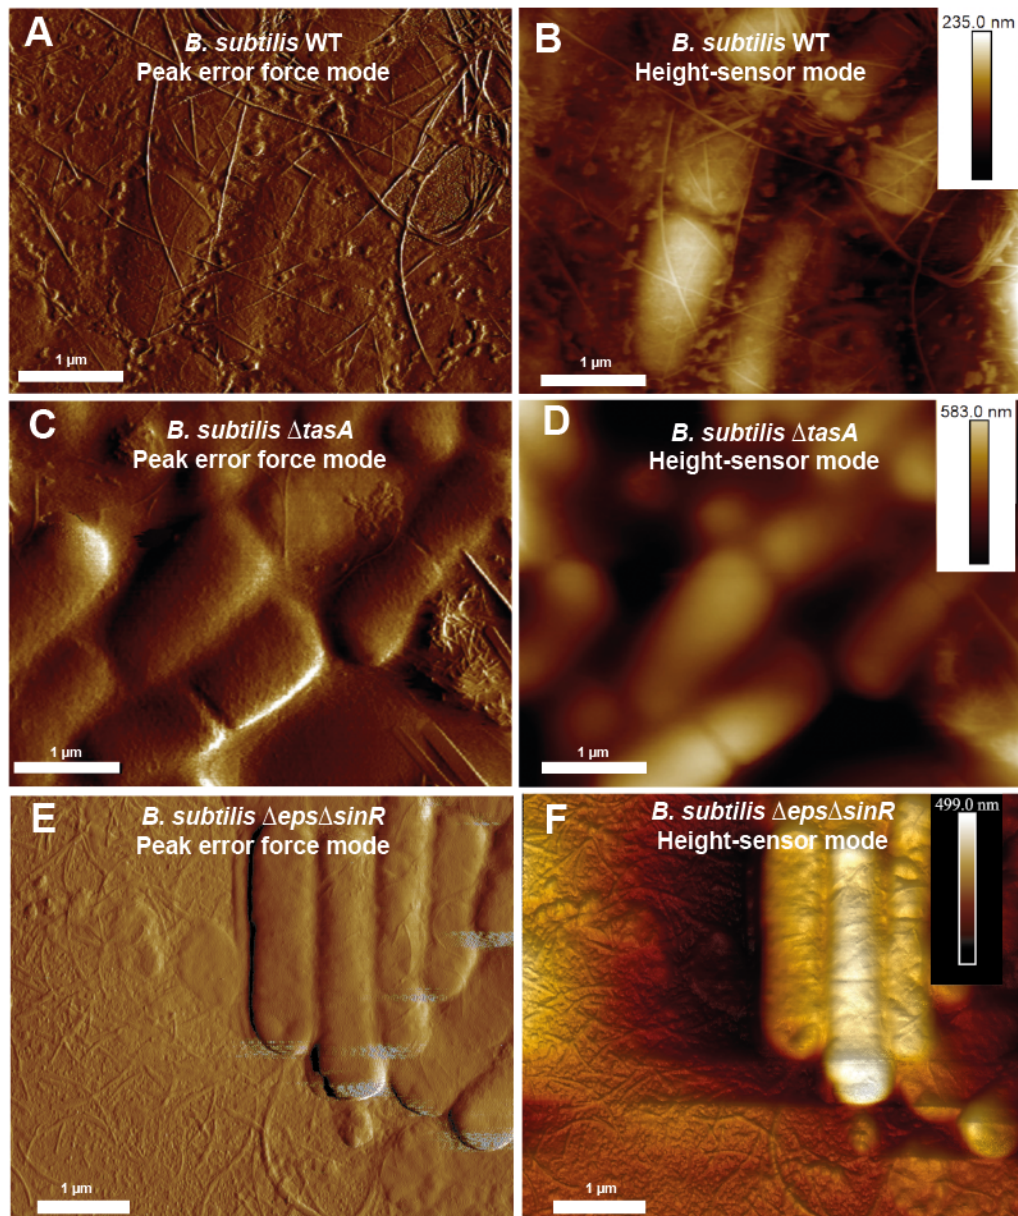 A
B. subtilis WT
Peak error force mode
1 µm
B
B. subtilis WT
Height-sensor mode
235.0 nm
1 µm
C
B. subtilis ΔtasA
Peak error force mode
1 µm
D
B. subtilis ΔtasA
Height-sensor mode
583.0 nm
1 µm
E
B. subtilis ΔepsΔsinR
Peak error force mode
1 µm
F
B. subtilis ΔepsΔsinR
Height-sensor mode
499.0 nm
1 µm